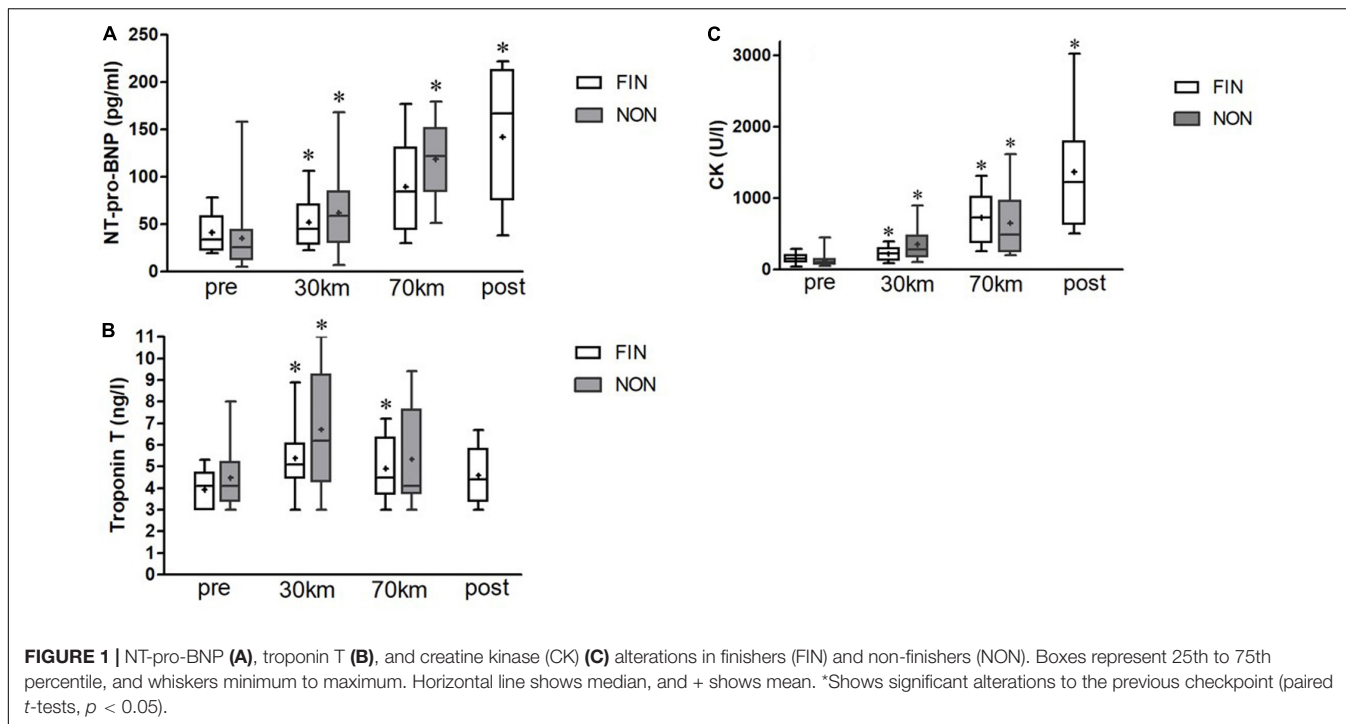 A
NT-pro-BNP (pg/ml)
250
200
150
100
50
0
* * * *
pre 30km 70km post
FIN
NON
C
CK (U/l)
3000
2000
1000
0
* * * * *
pre 30km 70km post
FIN
NON
B
Troponin T (ng/l)
11
10
9
8
7
6
5
4
3
2
1
0
* * *
pre 30km 70km post
FIN
NON
FIGURE 1 | NT-pro-BNP (A), troponin T (B), and creatine kinase (CK) (C) alterations in finishers (FIN) and non-finishers (NON). Boxes represent 25th to 75th
percentile, and whiskers minimum to maximum. Horizontal line shows median, and + shows mean. *Shows significant alterations to the previous checkpoint (paired
t-tests, p < 0.05).